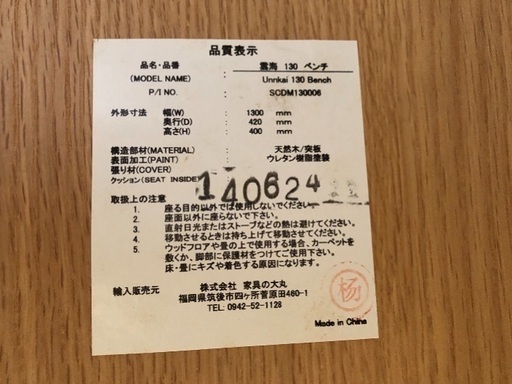 品質表示
品名・品番 : 雲海 130 ベンチ
(MODEL NAME) : Unnkai 130 Bench
P/I NO. : SCDM130006
外形寸法 幅(W) : 1300 mm
奥行(D) : 420 mm
高さ(H) : 400 mm
構造部材(MATERIAL) : 天然木/突板
表面加工(PAINT) : ウレタン樹脂塗装
張り材(COVER) :
クッション(SEAT INSIDE) :
140624
取扱上の注意
1. 座る目的以外では使用しないでください。
2. 座面以外に座らないで下さい。
3. 直射日光またはストーブなどの熱は避けてください。
4. 移動させるときは持ち上げて移動させてください。
5. ウッドフロアや畳の上で使用する場合、カーペットを
敷くか、脚部に保護材をつけてご使用下さい。
床・畳にキズや着色する原因になります。
輸入販売元 株式会社 家具の大丸
福岡県筑後市四ヶ所菅原田460-1
TEL: 0942-52-1128
杨
Made in China